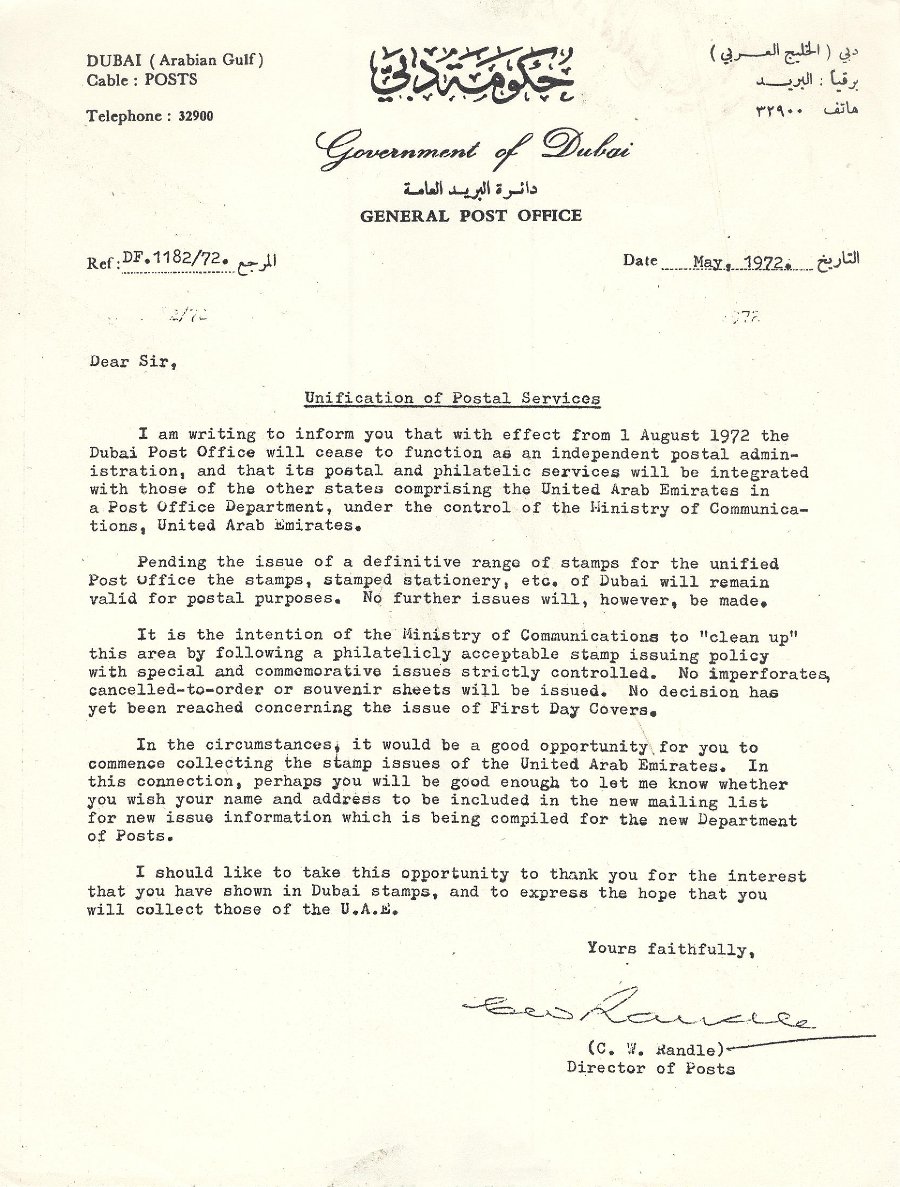 DUBAI ( Arabian Gulf )
Cable : POSTS
Telephone : 32900
حكومة دبي
دبي ( الخليج العربي )
برقياً : البريد
هاتف ٣٢٩٠٠
Government of Dubai
دائرة البريد العامة
GENERAL POST OFFICE
Ref: DF.1182/72. المرجع
Date May, 1972. التاريخ
2/72
972
Dear Sir,
Unification of Postal Services
I am writing to inform you that with effect from 1 August 1972 the
Dubai Post Office will cease to function as an independent postal admin-
istration, and that its postal and philatelic services will be integrated
with those of the other states comprising the United Arab Emirates in
a Post Office Department, under the control of the Ministry of Communica-
tions, United Arab Emirates.
Pending the issue of a definitive range of stamps for the unified
Post Office the stamps, stamped stationery, etc. of Dubai will remain
valid for postal purposes. No further issues will, however, be made.
It is the intention of the Ministry of Communications to "clean up"
this area by following a philatelicly acceptable stamp issuing policy
with special and commemorative issues strictly controlled. No imperforates,
cancelled-to-order or souvenir sheets will be issued. No decision has
yet been reached concerning the issue of First Day Covers.
In the circumstances, it would be a good opportunity for you to
commence collecting the stamp issues of the United Arab Emirates. In
this connection, perhaps you will be good enough to let me know whether
you wish your name and address to be included in the new mailing list
for new issue information which is being compiled for the new Department
of Posts.
I should like to take this opportunity to thank you for the interest
that you have shown in Dubai stamps, and to express the hope that you
will collect those of the U.A.E.
Yours faithfully,
CW Randle
(C. W. Randle)
Director of Posts